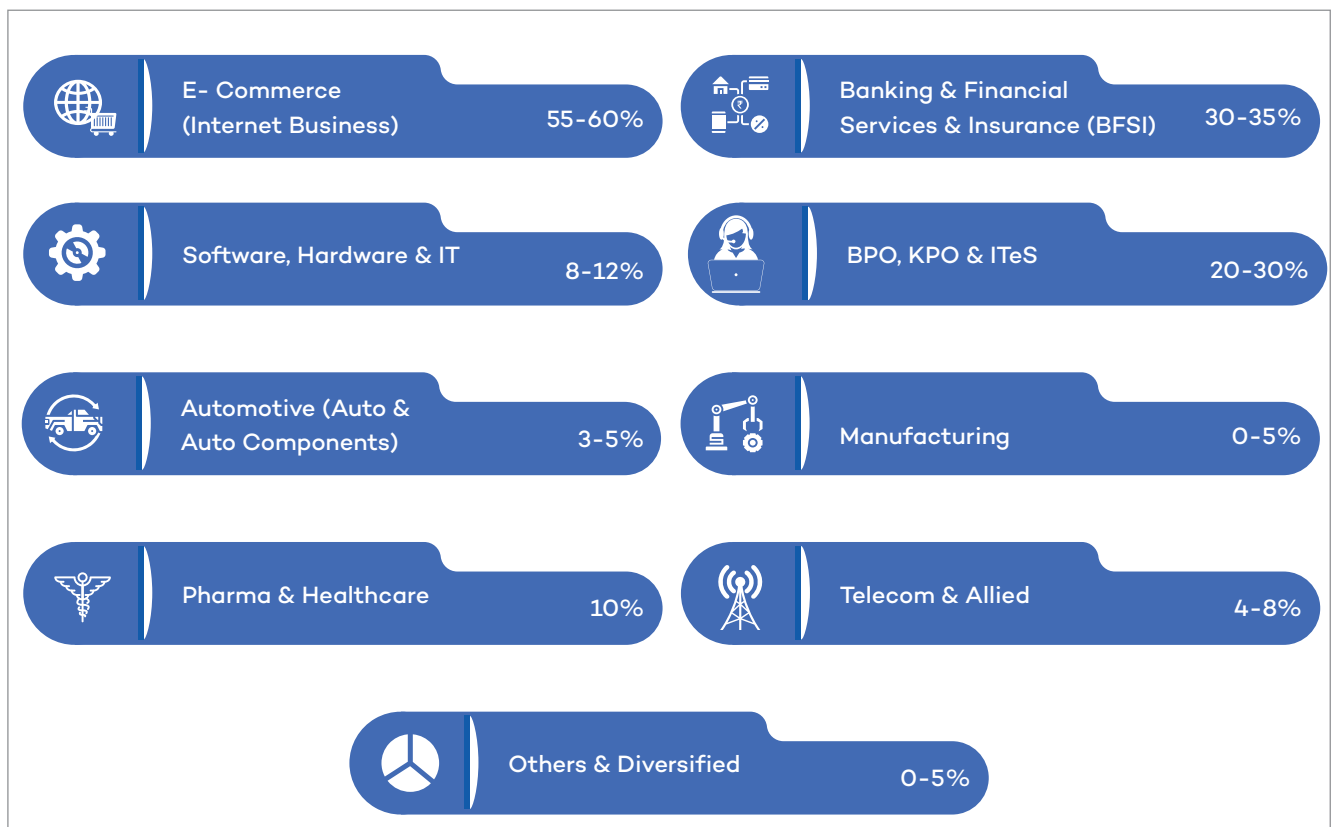 E- Commerce
(Internet Business)
55-60%
Banking & Financial
Services & Insurance (BFSI)
30-35%
Software, Hardware & IT
8-12%
BPO, KPO & ITeS
20-30%
Automotive (Auto &
Auto Components)
3-5%
Manufacturing
0-5%
Pharma & Healthcare
10%
Telecom & Allied
4-8%
Others & Diversified
0-5%